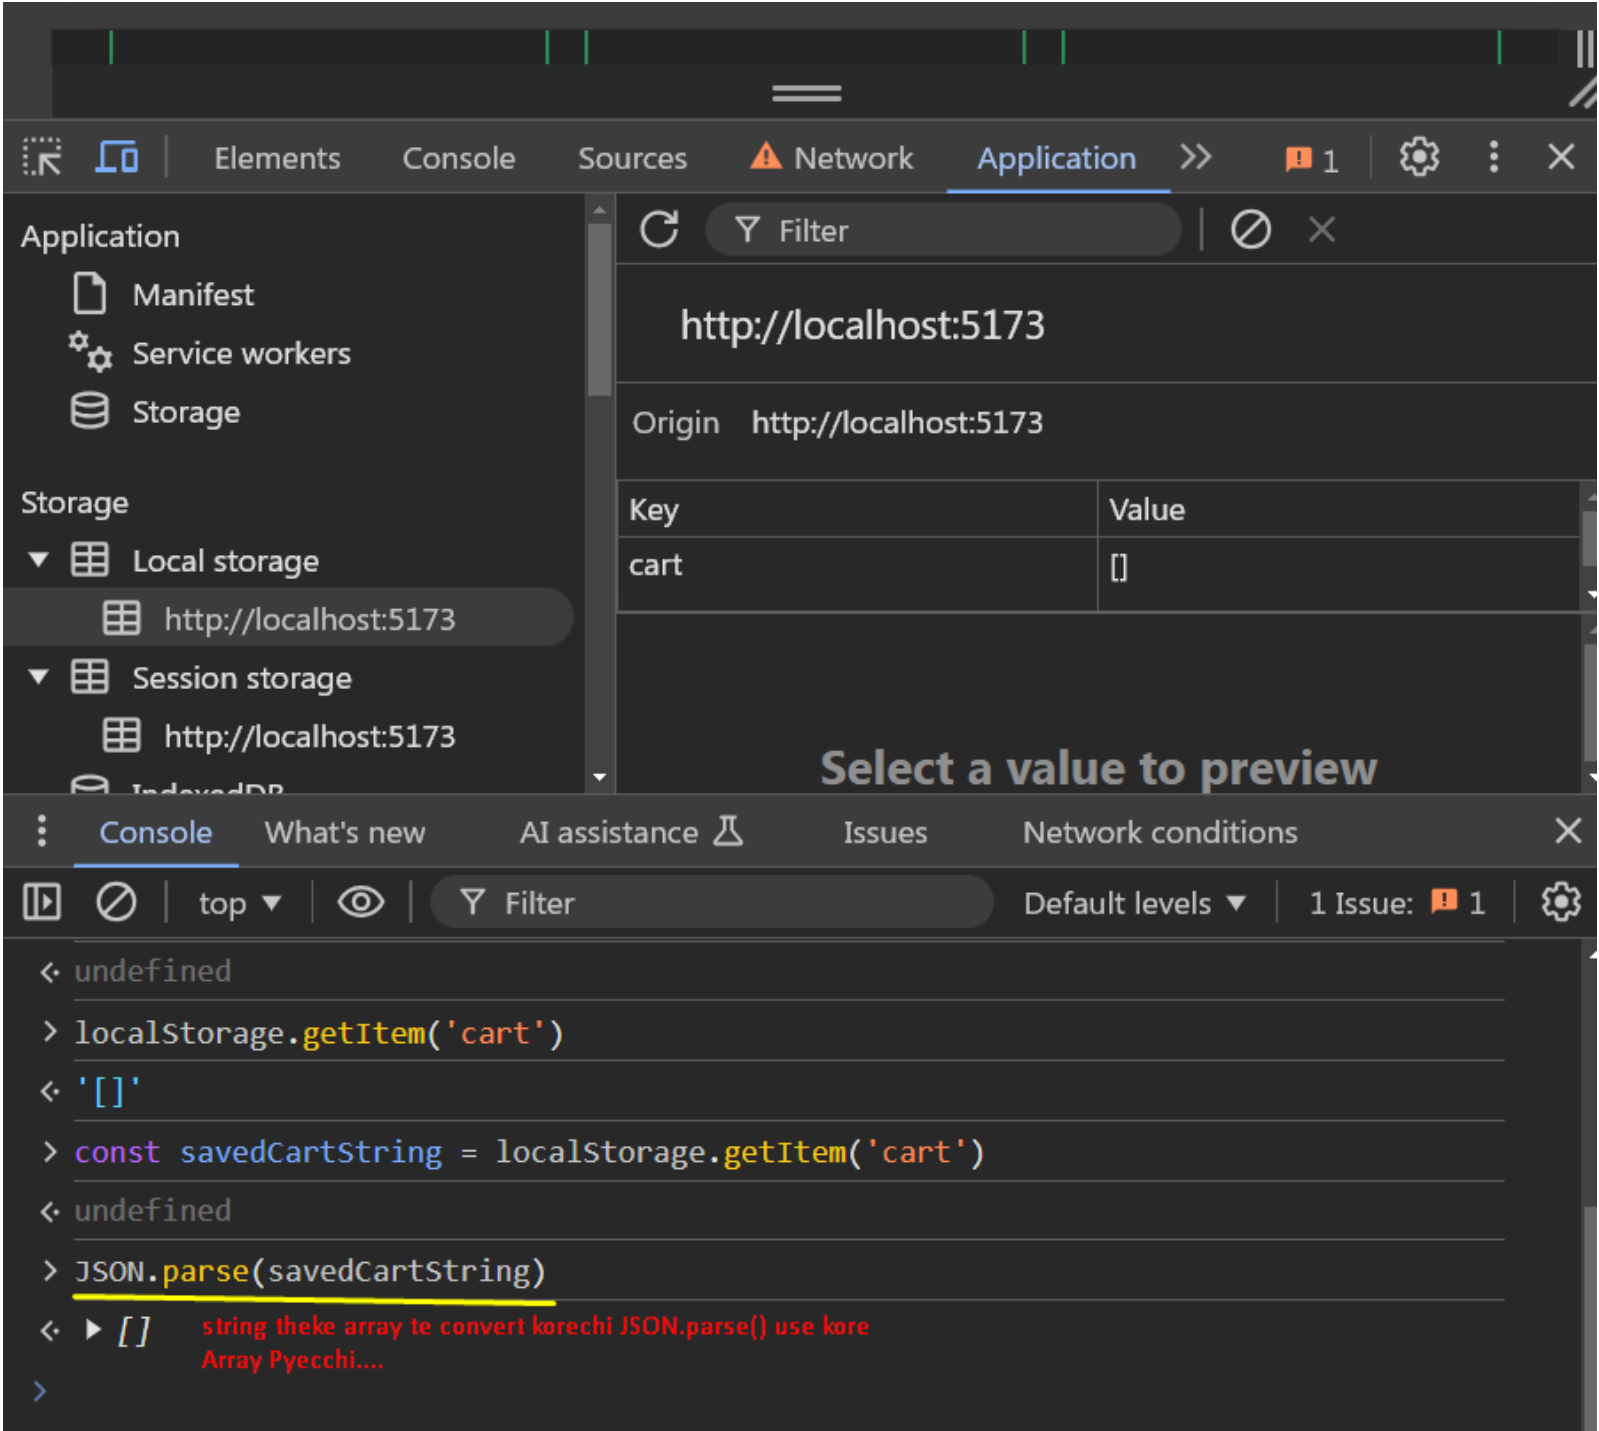 Elements Console Sources Network Application 1
Application
Manifest
Service workers
Storage
Storage
Local storage
http://localhost:5173
Session storage
http://localhost:5173
IndexedDB
Filter
http://localhost:5173
Origin http://localhost:5173
Key Value
cart []
Select a value to preview
Console What's new AI assistance Issues Network conditions
top Filter Default levels 1 Issue: 1
undefined
localStorage.getItem('cart')
'[]'
const savedCartString = localStorage.getItem('cart')
undefined
JSON.parse(savedCartString)
[]
string theke array te convert korechi JSON.parse() use kore
Array Pyecchi....